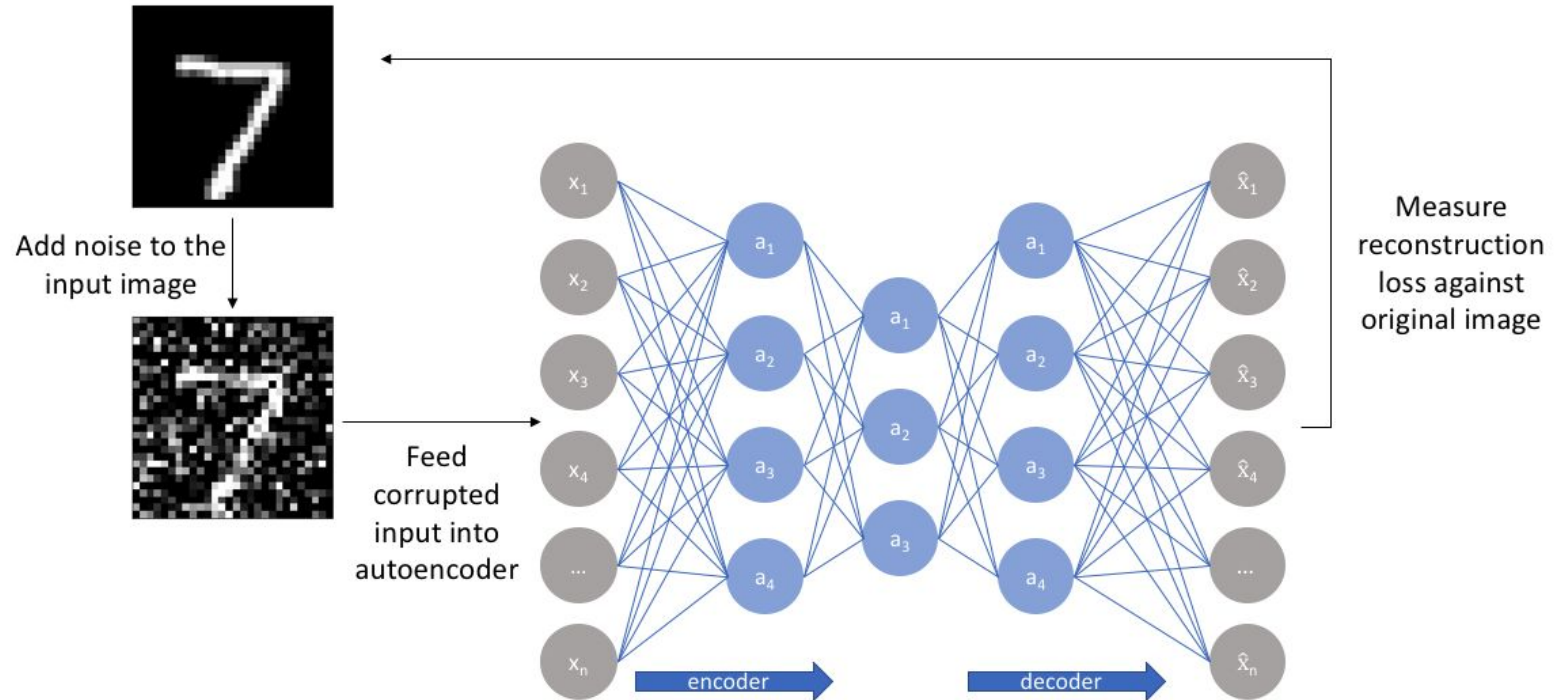 Add noise to the
input image
Feed
corrupted
input into
autoencoder
x₁
x₂
x₃
x₄
...
xₙ
a₁
a₂
a₃
a₄
a₁
a₂
a₃
a₁
a₂
a₃
a₄
x̂₁
x̂₂
x̂₃
x̂₄
...
x̂ₙ
encoder
decoder
Measure
reconstruction
loss against
original image